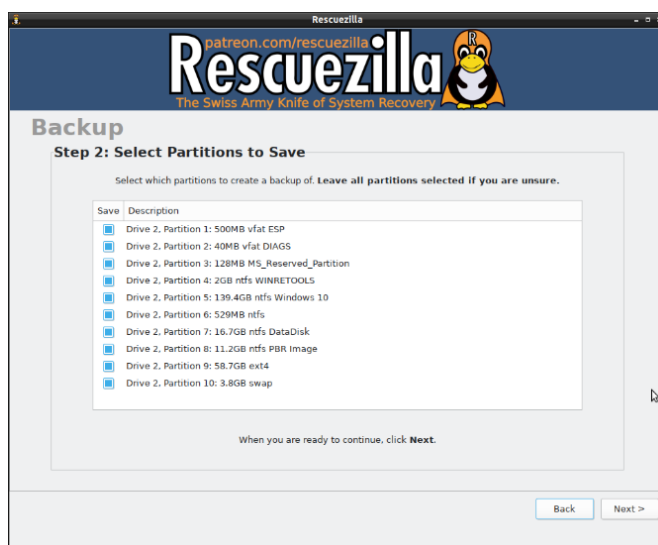 Rescuezilla
patreon.com/rescuezilla
Rescuezilla
R
The Swiss Army Knife of System Recovery
Backup
Step 2: Select Partitions to Save
Select which partitions to create a backup of. Leave all partitions selected if you are unsure.
Save Description
Drive 2, Partition 1: 500MB vfat ESP
Drive 2, Partition 2: 40MB vfat DIAGS
Drive 2, Partition 3: 128MB MS_Reserved_Partition
Drive 2, Partition 4: 2GB ntfs WINRETOOLS
Drive 2, Partition 5: 139.4GB ntfs Windows 10
Drive 2, Partition 6: 529MB ntfs
Drive 2, Partition 7: 16.7GB ntfs DataDisk
Drive 2, Partition 8: 11.2GB ntfs PBR Image
Drive 2, Partition 9: 58.7GB ext4
Drive 2, Partition 10: 3.8GB swap
When you are ready to continue, click Next.
Back Next >